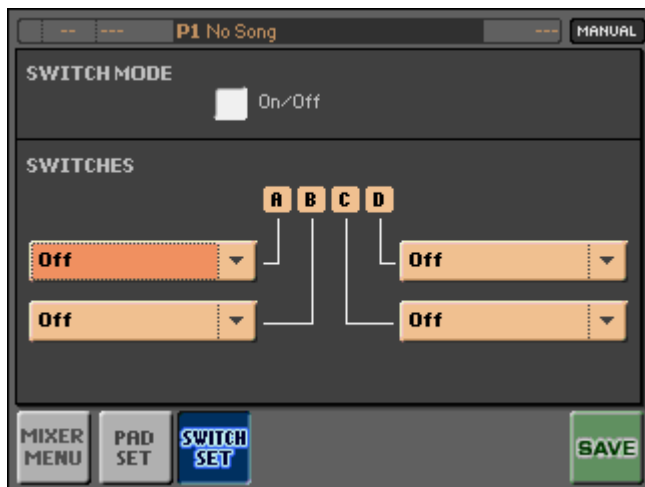 -- --- P1 No Song --- MANUAL
SWITCH MODE
On/Off
SWITCHES
A B C D
Off Off
Off Off
MIXER MENU PAD SET SWITCH SET SAVE